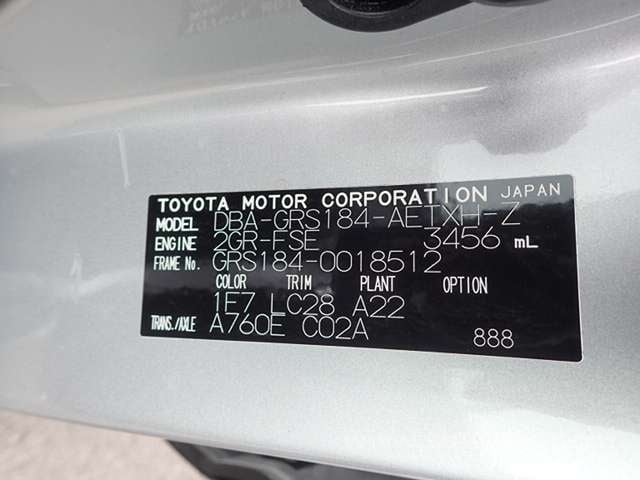 TOYOTA MOTOR CORPORATION JAPAN
MODEL DBA-GRS184-AETXH-Z
ENGINE 2GR-FSE 3456 mL
FRAME No. GRS184-0018512
COLOR TRIM PLANT OPTION
1E7 LC28 A22
TRANS./AXLE A760E C02A 888